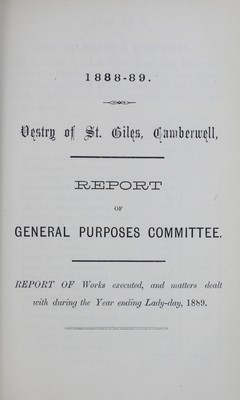 1888-89.
Vestry of St. Giles, Camberwell,
REPORT
OF
GENERAL PURPOSES COMMITTEE.
REPORT OF Works executed, and matters dealt
with during the Year ending Lady-day, 1889.